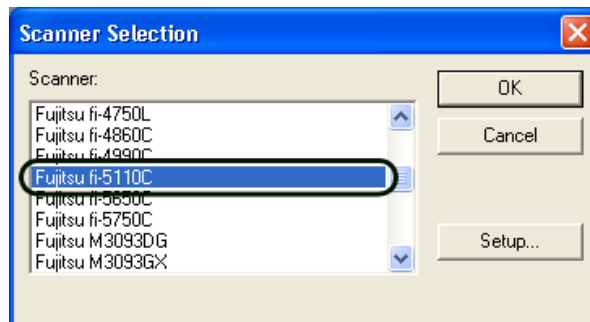 Scanner Selection
Scanner:
OK
Fujitsu fi-4750L
Fujitsu fi-4860C
Cancel
Fujitsu fi-4990C
Fujitsu fi-5110C
Fujitsu fi-5650C
Fujitsu fi-5750C
Fujitsu M3093DG
Setup...
Fujitsu M3093GX